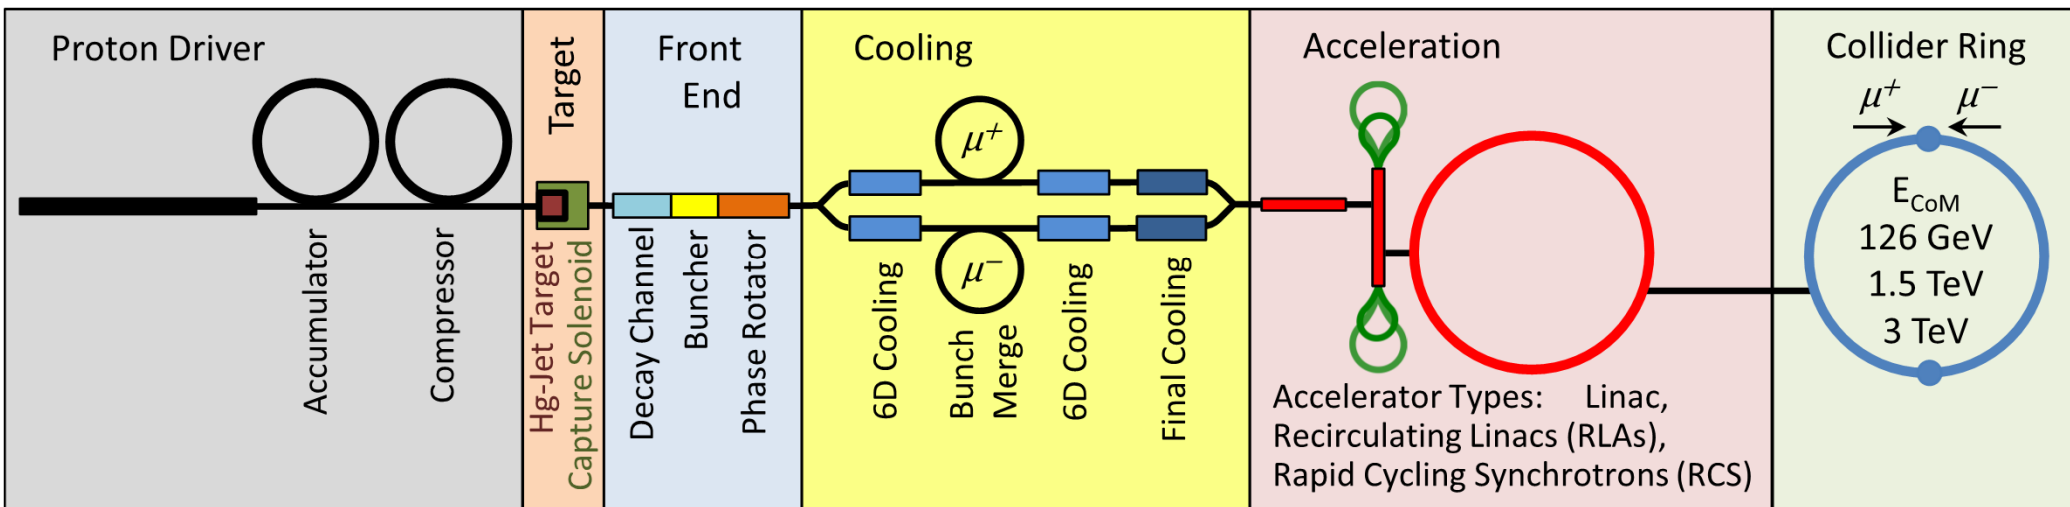 Proton Driver
Accumulator
Compressor
Target
Hg-Jet Target
Capture Solenoid
Front
End
Decay Channel
Buncher
Phase Rotator
Cooling
μ+
μ−
6D Cooling
Bunch
Merge
6D Cooling
Final Cooling
Acceleration
Accelerator Types: Linac,
Recirculating Linacs (RLAs),
Rapid Cycling Synchrotrons (RCS)
Collider Ring
μ+ μ−
ECoM
126 GeV
1.5 TeV
3 TeV